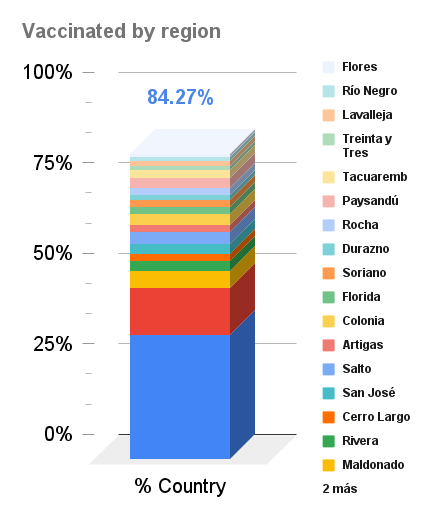 Vaccinated by region
100%
75%
50%
25%
0%
84.27%
% Country
Flores
Río Negro
Lavalleja
Treinta y
Tres
Tacuaremb
Paysandú
Rocha
Durazno
Soriano
Florida
Colonia
Artigas
Salto
San José
Cerro Largo
Rivera
Maldonado
2 más